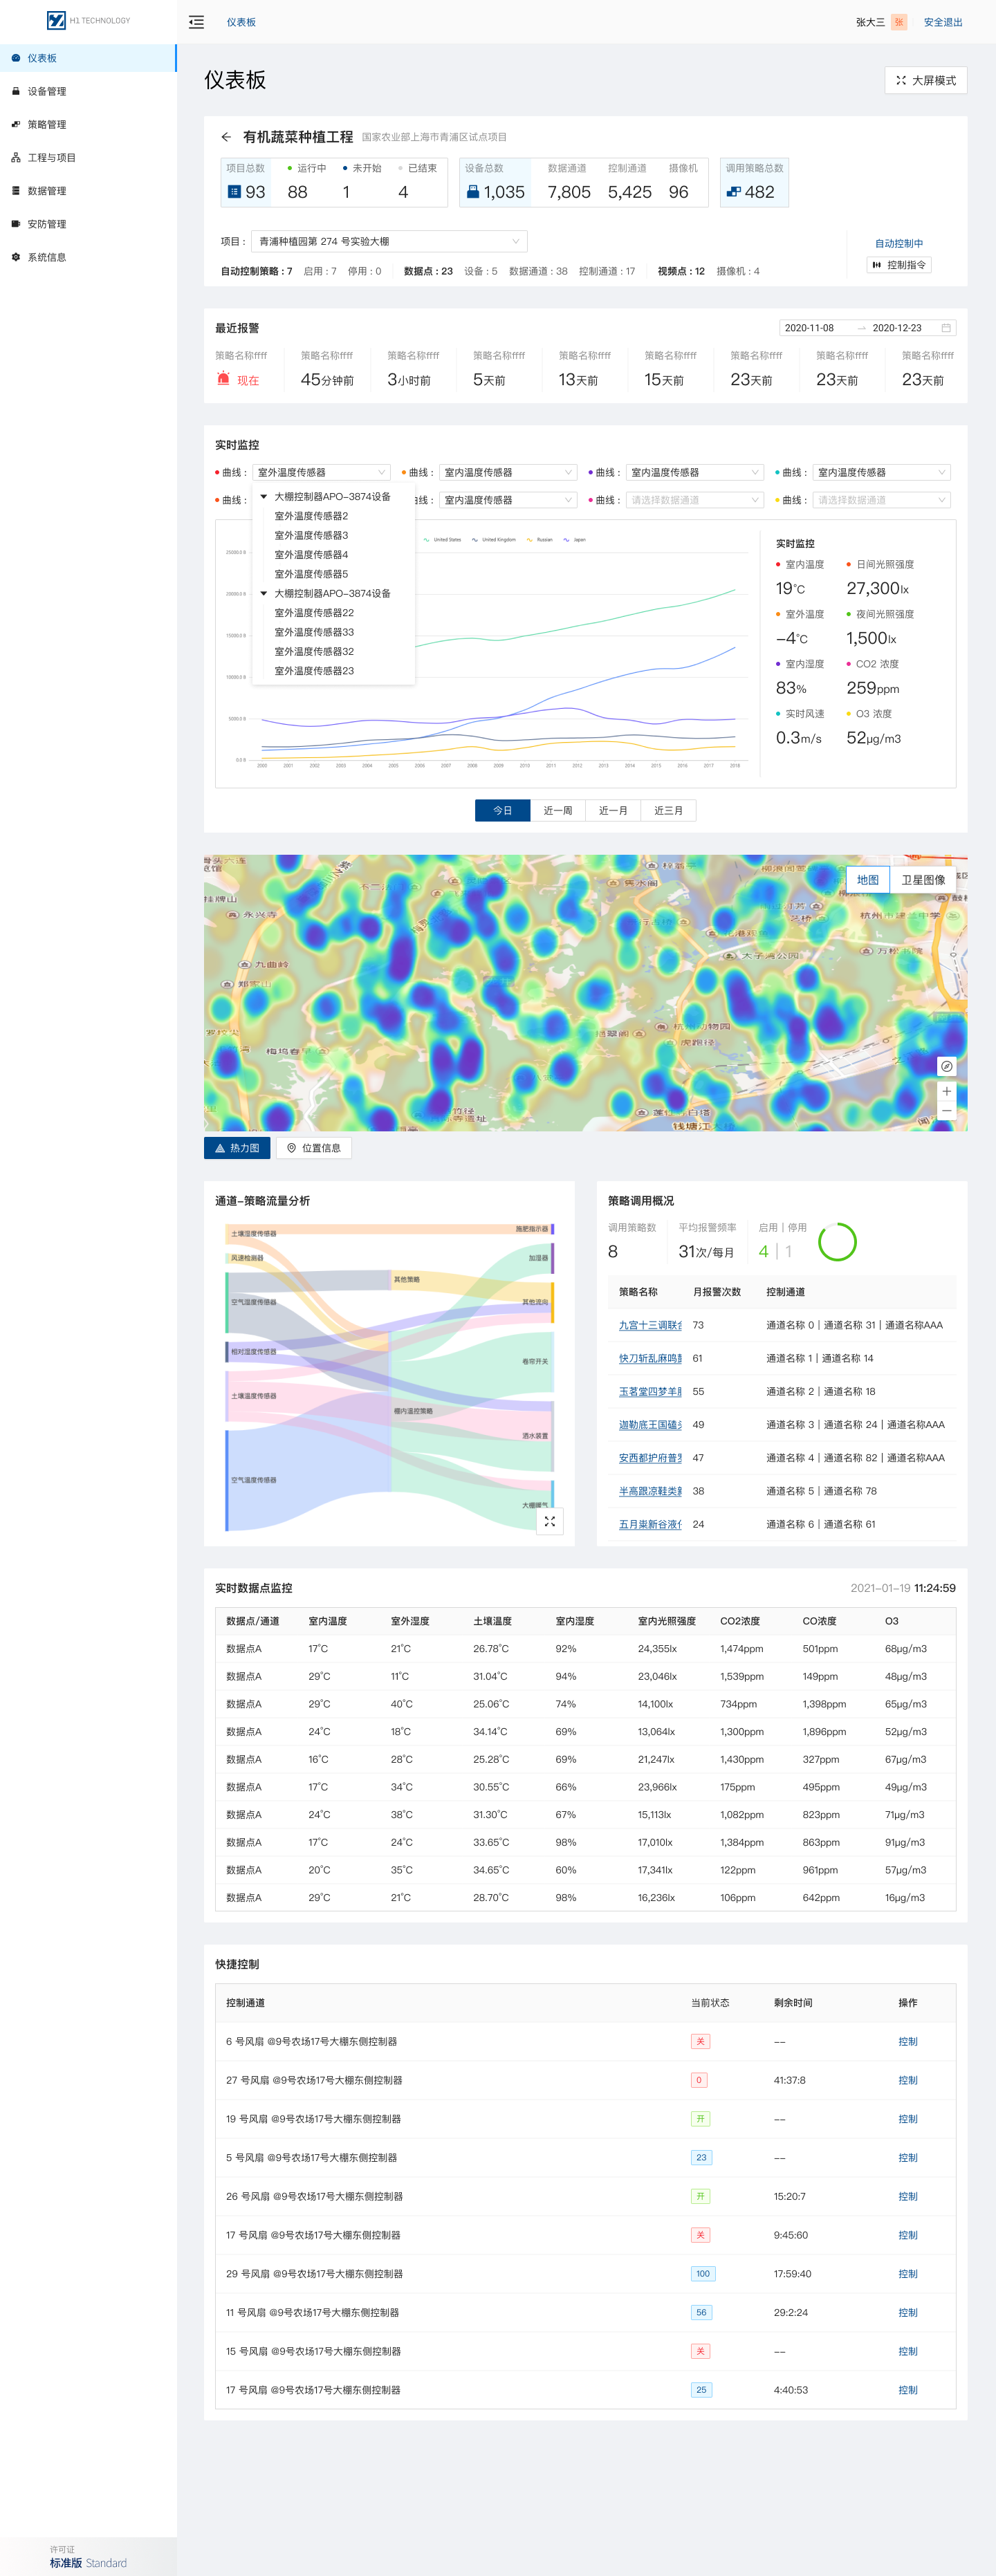 H1 TECHNOLOGY
仪表板
张大三
张
安全退出
仪表板
设备管理
策略管理
工程与项目
数据管理
安防管理
系统信息
仪表板
大屏模式
有机蔬菜种植工程 国家农业部上海市青浦区试点项目
项目总数 运行中 未开始 已结束 设备总数 数据通道 控制通道 摄像机 调用策略总数
93 88 1 4 1,035 7,805 5,425 96 482
项目 : 青浦种植园第 274 号实验大棚
自动控制中
控制指令
自动控制策略 : 7 启用 : 7 停用 : 0 数据点 : 23 设备 : 5 数据通道 : 38 控制通道 : 17 视频点 : 12 摄像机 : 4
最近报警
2020-11-08 2020-12-23
策略名称ffff 策略名称ffff 策略名称ffff 策略名称ffff 策略名称ffff 策略名称ffff 策略名称ffff 策略名称ffff 策略名称ffff
现在 45分钟前 3小时前 5天前 13天前 15天前 23天前 23天前 23天前
实时监控
曲线 : 室外温度传感器 曲线 : 室内温度传感器 曲线 : 室内温度传感器 曲线 : 室内温度传感器
曲线 : 曲线 : 室内温度传感器 曲线 : 请选择数据通道 曲线 : 请选择数据通道
大棚控制器APO-3874设备
室外温度传感器2
室外温度传感器3
室外温度传感器4
室外温度传感器5
大棚控制器APO-3874设备
室外温度传感器22
室外温度传感器33
室外温度传感器32
室外温度传感器23
United States United Kingdom Russian Japan
25000.0 B
20000.0 B
15000.0 B
10000.0 B
5000.0 B
0.0 B
2000 2001 2002 2003 2004 2005 2006 2007 2008 2009 2010 2011 2012 2013 2014 2015 2016 2017 2018
实时监控
室内温度 日间光照强度
19°C 27,300lx
室外温度 夜间光照强度
-4°C 1,500lx
室内湿度 CO2 浓度
83% 259ppm
实时风速 O3 浓度
0.3m/s 52μg/m3
今日 近一周 近一月 近三月
地图 卫星图像
永兴寺
九曲岭
梅坞春早
太子湾公园
虎跑路
热力图 位置信息
通道-策略流量分析
土壤湿度传感器
风速检测器
空气湿度传感器
相对湿度传感器
土壤温度传感器
空气温度传感器
其他策略
棚内温控策略
施肥指示器
加湿器
其他流向
卷帘开关
洒水装置
大棚暖气
策略调用概况
调用策略数 平均报警频率 启用 | 停用
8 31次/每月 4 | 1
策略名称 月报警次数 控制通道
九宫十三调联 73 通道名称 0 | 通道名称 31 | 通道名称AAA
快刀斩乱麻鸣 61 通道名称 1 | 通道名称 14
玉茗堂四梦羊 55 通道名称 2 | 通道名称 18
迦勒底王国磕 49 通道名称 3 | 通道名称 24 | 通道名称AAA
安西都护府普 47 通道名称 4 | 通道名称 82 | 通道名称AAA
半高跟凉鞋类 38 通道名称 5 | 通道名称 78
五月粜新谷液 24 通道名称 6 | 通道名称 61
实时数据点监控 2021-01-19 11:24:59
数据点/通道 室内温度 室外湿度 土壤温度 室内湿度 室内光照强度 CO2浓度 CO浓度 O3
数据点A 17°C 21°C 26.78°C 92% 24,355lx 1,474ppm 501ppm 68μg/m3
数据点A 29°C 11°C 31.04°C 94% 23,046lx 1,539ppm 149ppm 48μg/m3
数据点A 29°C 40°C 25.06°C 74% 14,100lx 734ppm 1,398ppm 65μg/m3
数据点A 24°C 18°C 34.14°C 69% 13,064lx 1,300ppm 1,896ppm 52μg/m3
数据点A 16°C 28°C 25.28°C 69% 21,247lx 1,430ppm 327ppm 67μg/m3
数据点A 17°C 34°C 30.55°C 66% 23,966lx 175ppm 495ppm 49μg/m3
数据点A 24°C 38°C 31.30°C 67% 15,113lx 1,082ppm 823ppm 71μg/m3
数据点A 17°C 24°C 33.65°C 98% 17,010lx 1,384ppm 863ppm 91μg/m3
数据点A 20°C 35°C 34.65°C 60% 17,341lx 122ppm 961ppm 57μg/m3
数据点A 29°C 21°C 28.70°C 98% 16,236lx 106ppm 642ppm 16μg/m3
快捷控制
控制通道 当前状态 剩余时间 操作
6 号风扇 @9号农场17号大棚东侧控制器 关 -- 控制
27 号风扇 @9号农场17号大棚东侧控制器 0 41:37:8 控制
19 号风扇 @9号农场17号大棚东侧控制器 开 -- 控制
5 号风扇 @9号农场17号大棚东侧控制器 23 -- 控制
26 号风扇 @9号农场17号大棚东侧控制器 开 15:20:7 控制
17 号风扇 @9号农场17号大棚东侧控制器 关 9:45:60 控制
29 号风扇 @9号农场17号大棚东侧控制器 100 17:59:40 控制
11 号风扇 @9号农场17号大棚东侧控制器 56 29:2:24 控制
15 号风扇 @9号农场17号大棚东侧控制器 关 -- 控制
17 号风扇 @9号农场17号大棚东侧控制器 25 4:40:53 控制
许可证
标准版 Standard